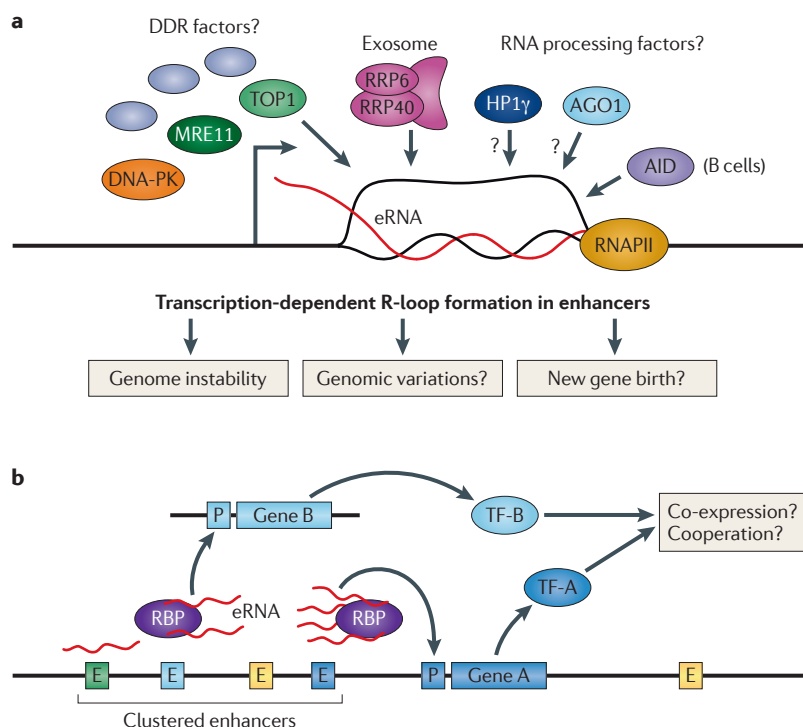 a
DDR factors?
Exosome
RNA processing factors?
TOP1
RRP6
RRP40
HP1γ
AGO1
MRE11
DNA-PK
?
?
AID
(B cells)
eRNA
RNAPII
Transcription-dependent R-loop formation in enhancers
Genome instability
Genomic variations?
New gene birth?
b
P
Gene B
TF-B
Co-expression?
Cooperation?
TF-A
RBP
eRNA
RBP
E
E
E
E
P
Gene A
E
Clustered enhancers